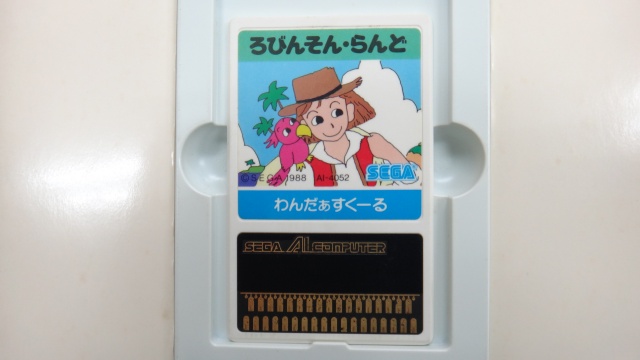 ろびんそん・らんど
©SEGA 1988 AI-4052
SEGA
わんだぁすくーる
SEGA AI COMPUTER